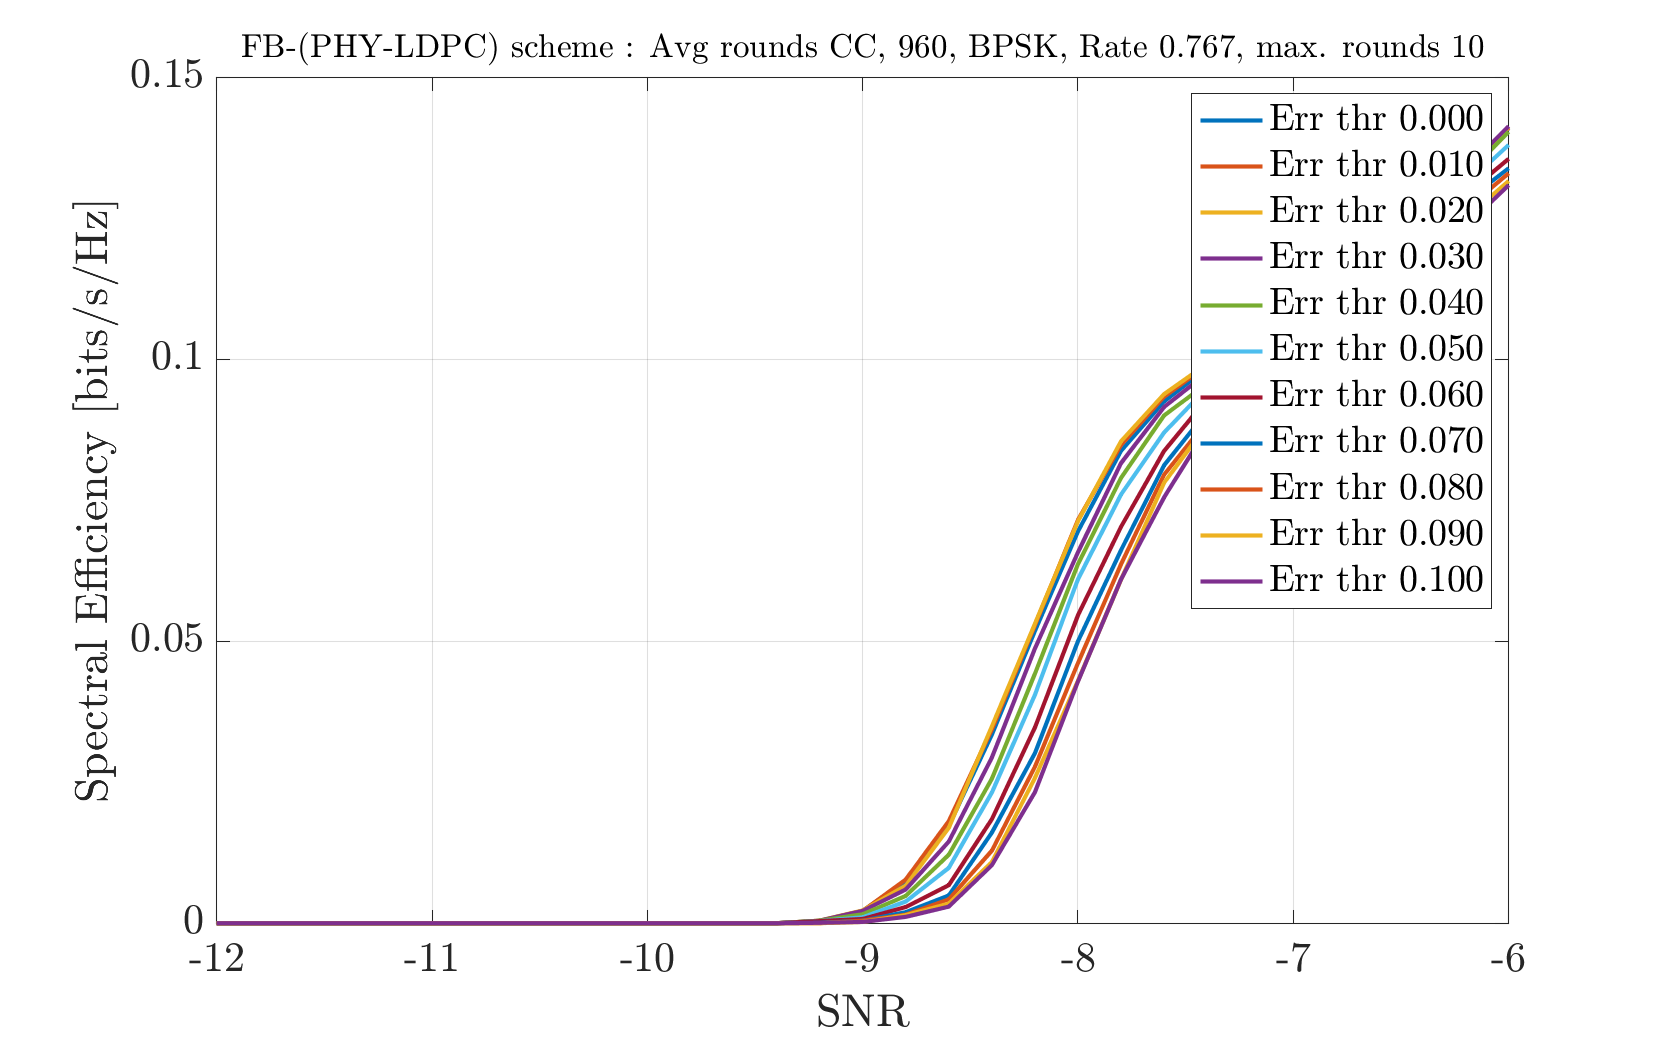 FB-(PHY-LDPC) scheme : Avg rounds CC, 960, BPSK, Rate 0.767, max. rounds 10
0.15
0.1
0.05
0
Spectral Efficiency [bits/s/Hz]
Err thr 0.000
Err thr 0.010
Err thr 0.020
Err thr 0.030
Err thr 0.040
Err thr 0.050
Err thr 0.060
Err thr 0.070
Err thr 0.080
Err thr 0.090
Err thr 0.100
-12 -11 -10 -9 -8 -7 -6
SNR